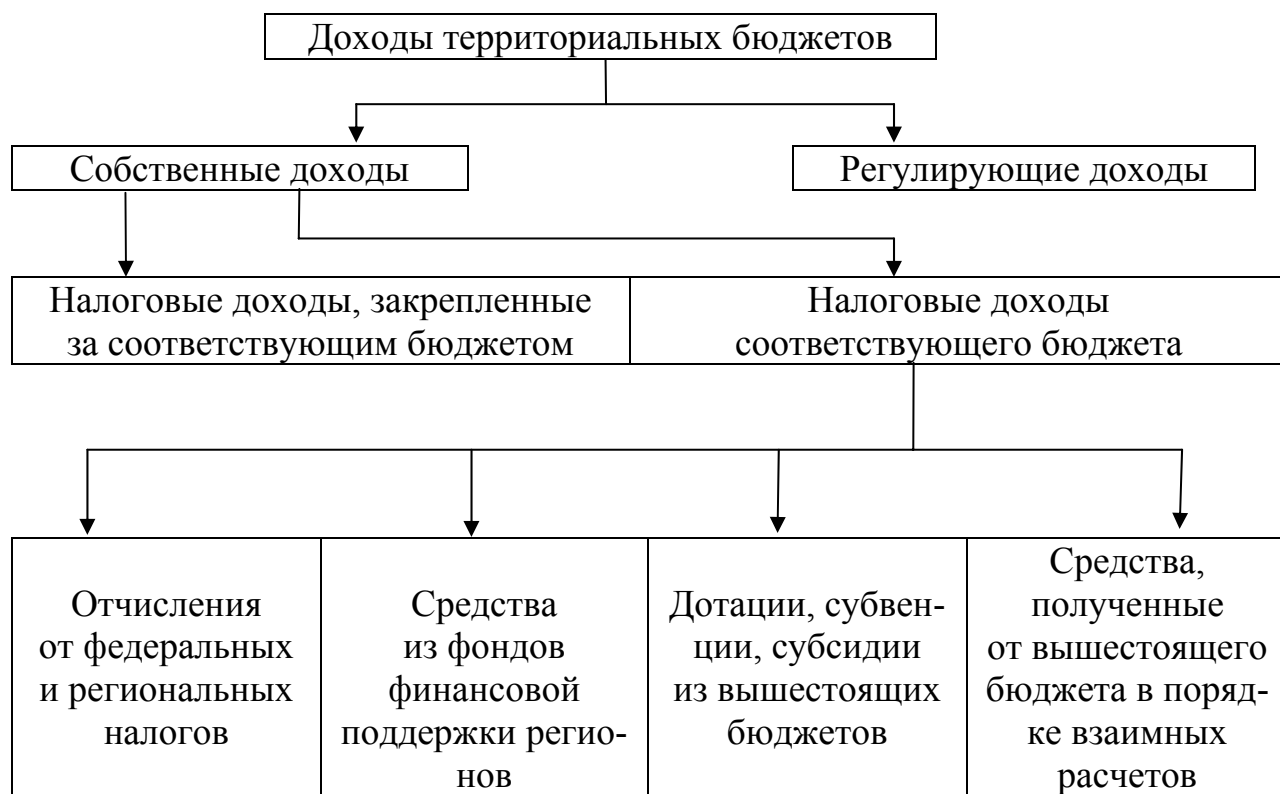 Доходы территориальных бюджетов
Собственные доходы
Регулирующие доходы
Налоговые доходы, закрепленные
за соответствующим бюджетом
Налоговые доходы
соответствующего бюджета
Отчисления
от федеральных
и региональных
налогов
Средства
из фондов
финансовой
поддержки регио-
нов
Дотации, субвен-
ции, субсидии
из вышестоящих
бюджетов
Средства,
полученные
от вышестоящего
бюджета в поряд-
ке взаимных
расчетов